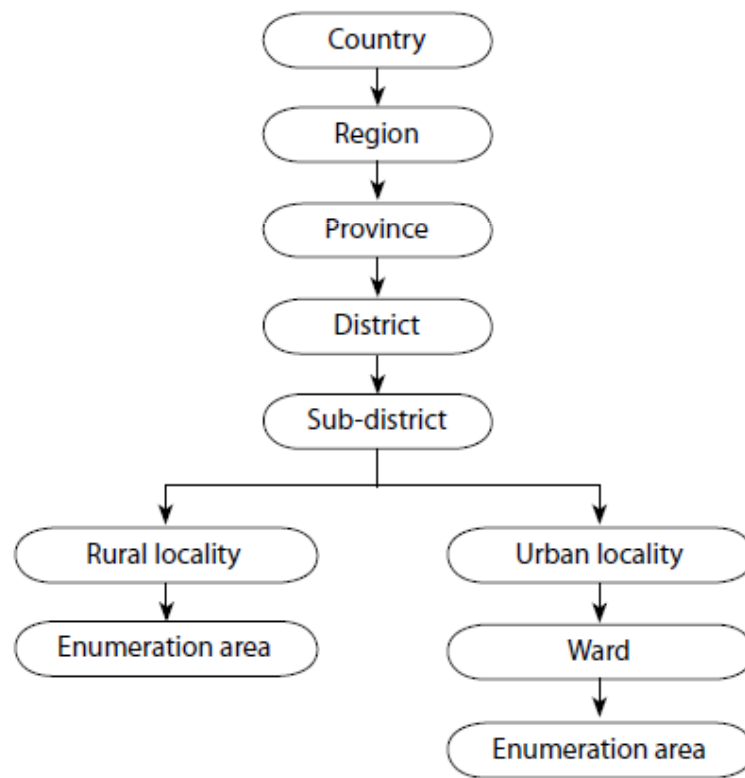 Country
Region
Province
District
Sub-district
Rural locality
Urban locality
Enumeration area
Ward
Enumeration area